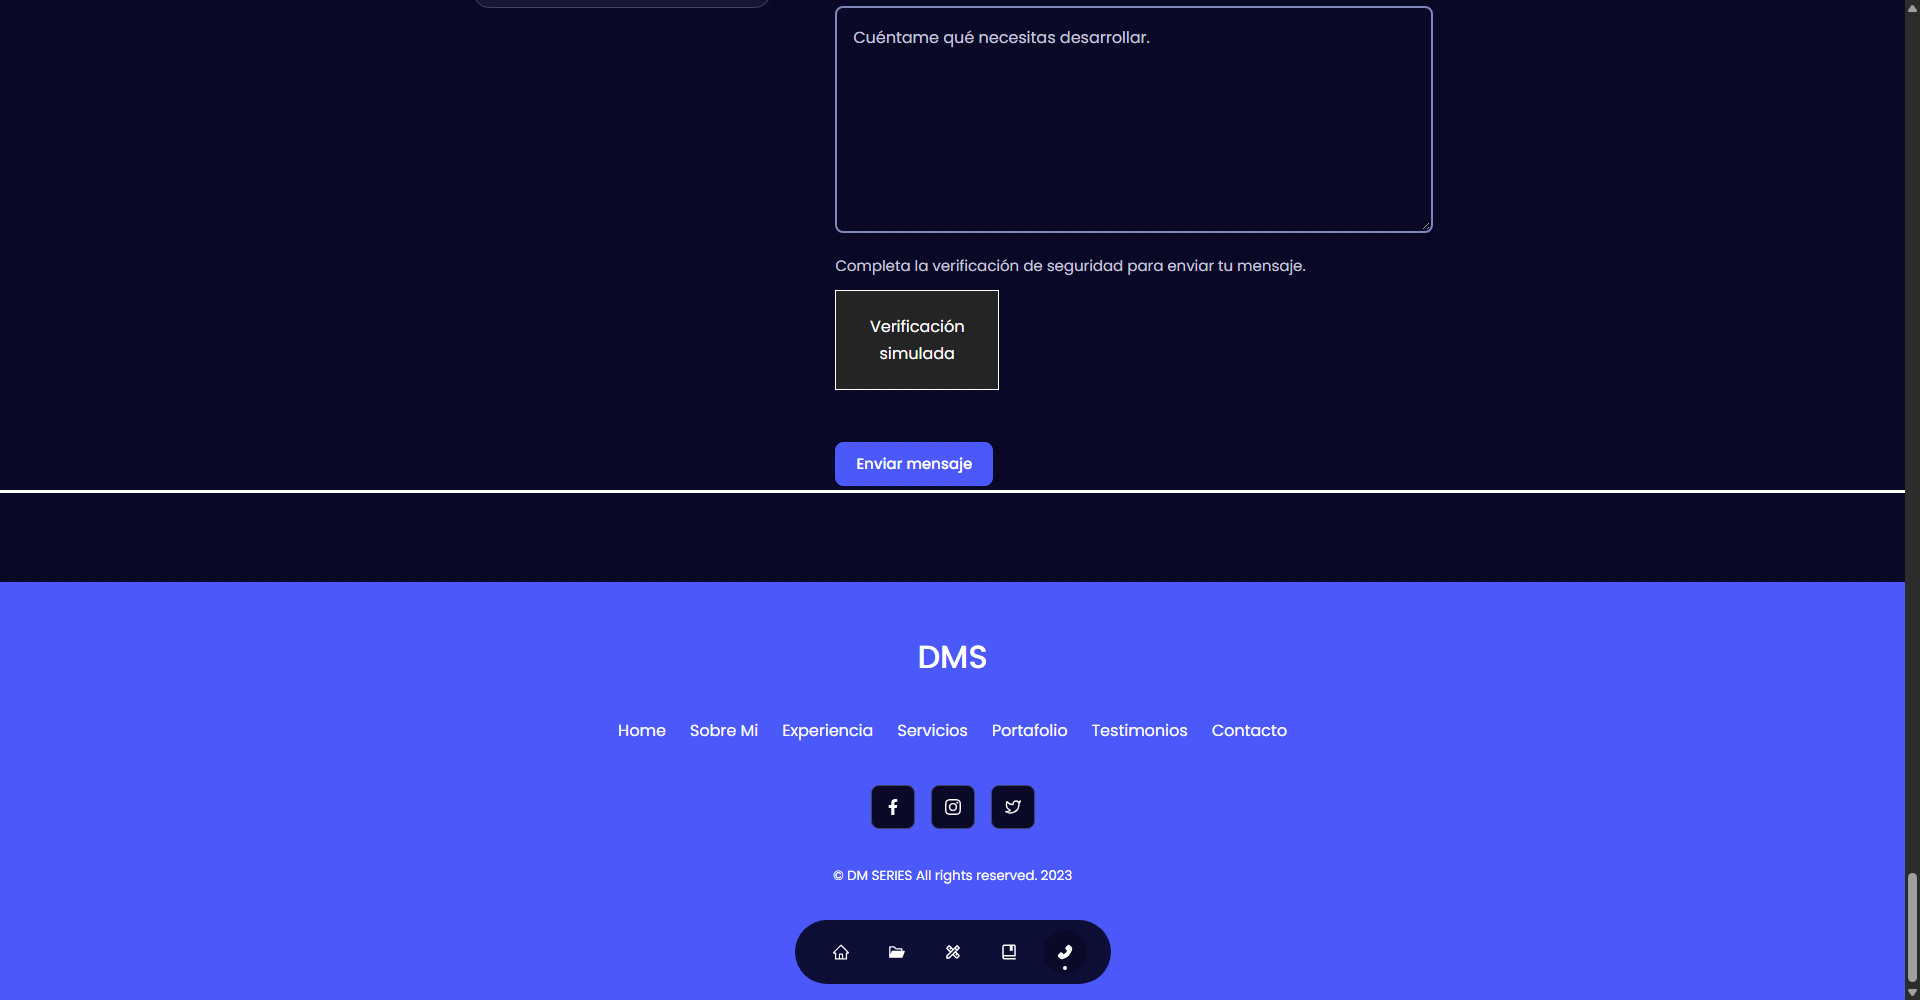 Cuéntame qué necesitas desarrollar.
Completa la verificación de seguridad para enviar tu mensaje.
Verificación
simulada
Enviar mensaje
DMS
Home Sobre Mi Experiencia Servicios Portafolio Testimonios Contacto
© DM SERIES All rights reserved. 2023